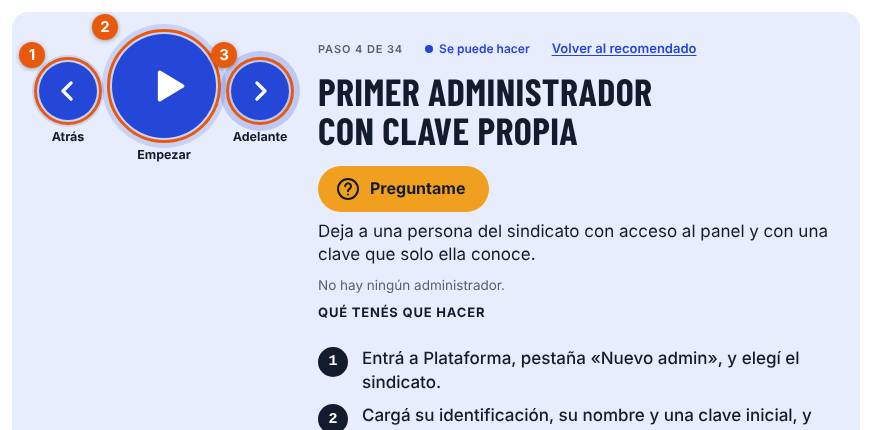 2
1
3
Atrás
Empezar
Adelante
PASO 4 DE 34
Se puede hacer
Volver al recomendado
PRIMER ADMINISTRADOR
CON CLAVE PROPIA
Preguntame
Deja a una persona del sindicato con acceso al panel y con una
clave que solo ella conoce.
No hay ningún administrador.
QUÉ TENÉS QUE HACER
1 Entrá a Plataforma, pestaña «Nuevo admin», y elegí el
sindicato.
2 Cargá su identificación, su nombre y una clave inicial, y